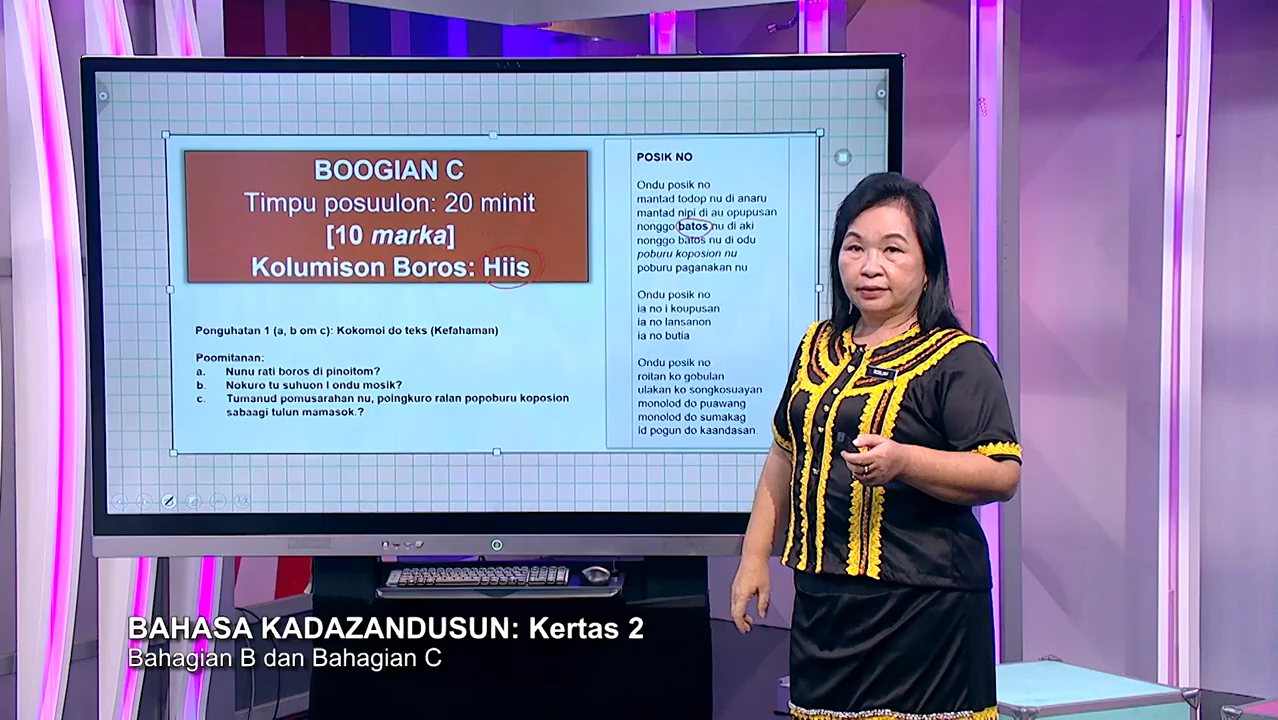 BOOGIAN C
Timpu posuulon: 20 minit
[10 marka]
Kolumison Boros: Hiis
Ponguhatan 1 (a, b om c): Kokomoi do teks (Kefahaman)
Poomitanan:
a. Nunu rati boros di pinoitom?
b. Nokuro tu suhuon I ondu mosik?
c. Tumanud pomusarahan nu, poingkuro ralan popoburu koposion
sabaagi tulun mamasok.?
POSIK NO
Ondu posik no
mantad todop nu di anaru
mantad nipi di au opupusan
nonggo batos nu di aki
nonggo batos nu di odu
poburu koposion nu
poburu paganakan nu
Ondu posik no
ia no i koupusan
ia no lansanon
ia no butia
Ondu posik no
roitan ko gobulan
ulakan ko songkosuayan
monolod do puawang
monolod do sumakag
id pogun do kaandasan.
BAHASA KADAZANDUSUN: Kertas 2
Bahagian B dan Bahagian C